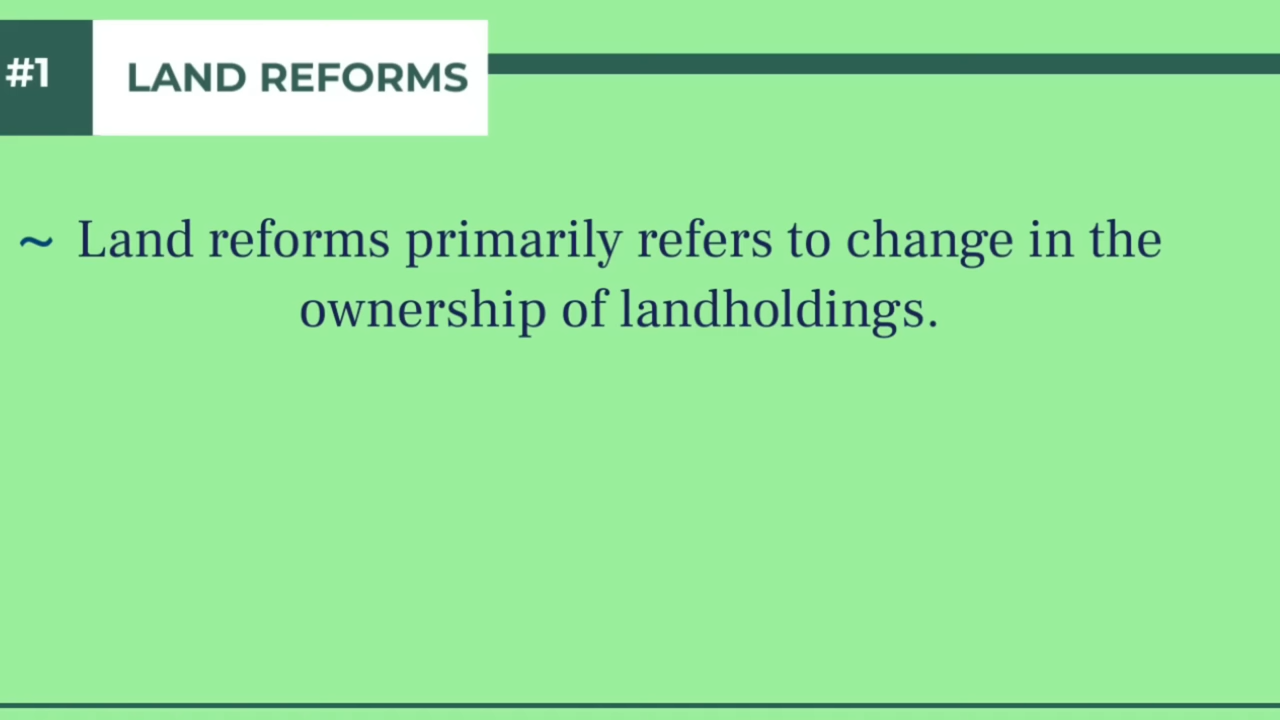 #1
LAND REFORMS
~ Land reforms primarily refers to change in the
ownership of landholdings.